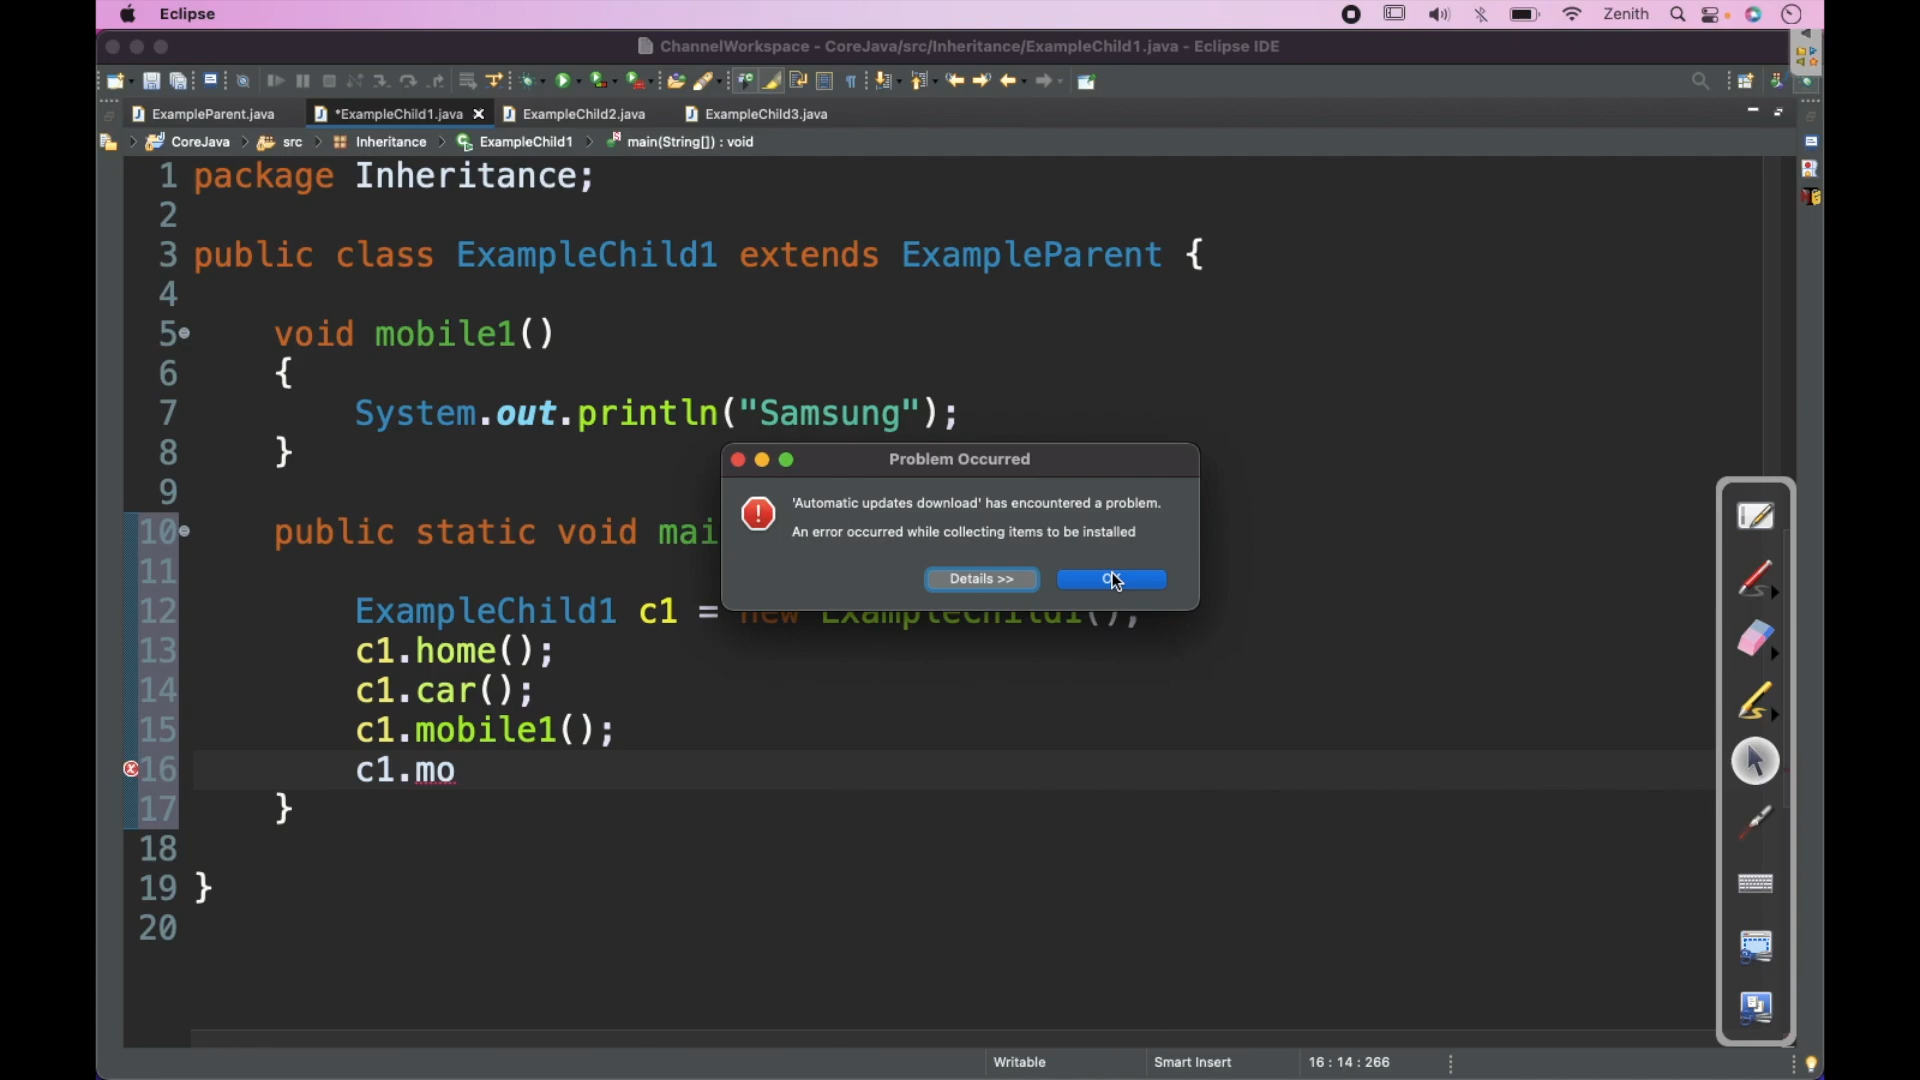 Eclipse
Zenith
ChannelWorkspace - CoreJava/src/Inheritance/ExampleChild1.java - Eclipse IDE
ExampleParent.java
*ExampleChild1.java
ExampleChild2.java
ExampleChild3.java
CoreJava
src
Inheritance
ExampleChild1
main(String[]) : void
1 package Inheritance;
2
3 public class ExampleChild1 extends ExampleParent {
4
5 void mobile1()
6 {
7 System.out.println("Samsung");
8 }
9
10 public static void mai
11
12 ExampleChild1 c1 = new ExampleChild1();
13 c1.home();
14 c1.car();
15 c1.mobile1();
16 c1.mo
17 }
18
19 }
20
Problem Occurred
'Automatic updates download' has encountered a problem.
An error occurred while collecting items to be installed
Details >>
OK
Writable
Smart Insert
16 : 14 : 266